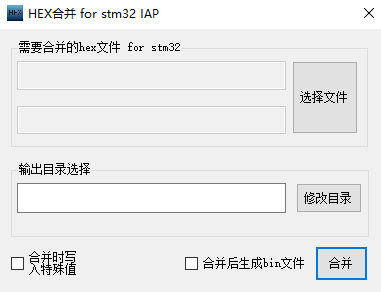 HEX合并 for stm32 IAP
需要合并的hex文件 for stm32
选择文件
输出目录选择
修改目录
合并时写
入特殊值
合并后生成bin文件
合并